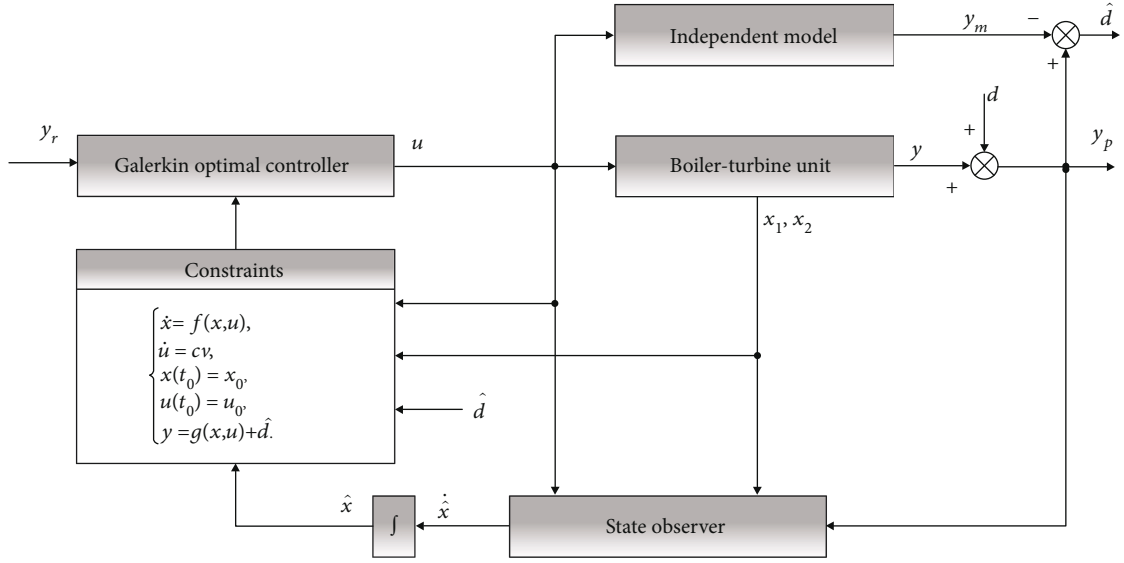 Independent model
y_m
−
d̂
+
d
y_r
Galerkin optimal controller
u
Boiler-turbine unit
y
+
+
y_p
x_1, x_2
Constraints
ẋ= f(x,u),
u̇ = cv,
x(t_0) = x_0,
u(t_0) = u_0,
y =g(x,u)+d̂.
d̂
x̂
∫
x̂̇
State observer